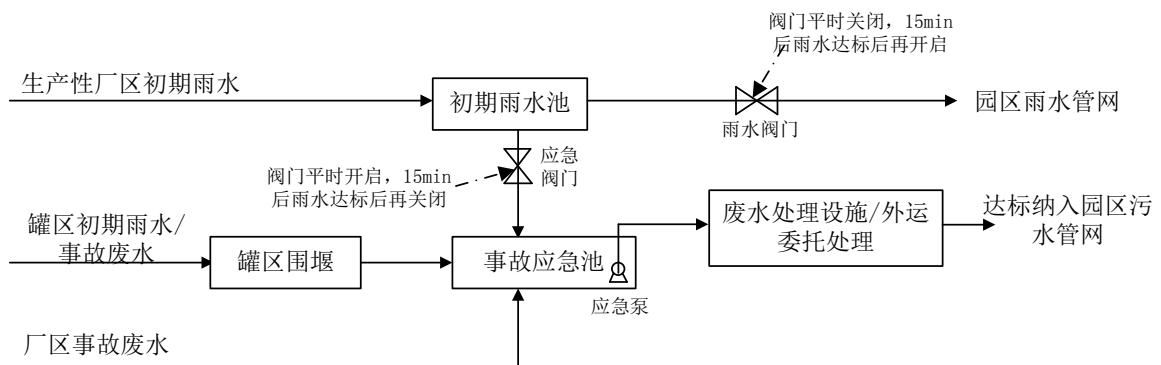 阀门平时关闭，15min
后雨水达标后再开启
生产性厂区初期雨水
初期雨水池
园区雨水管网
雨水阀门
应急
阀门
阀门平时开启，15min
后雨水达标后再关闭
罐区初期雨水/
事故废水
罐区围堰
事故应急池
应急泵
废水处理设施/外运
委托处理
达标纳入园区污
水管网
厂区事故废水